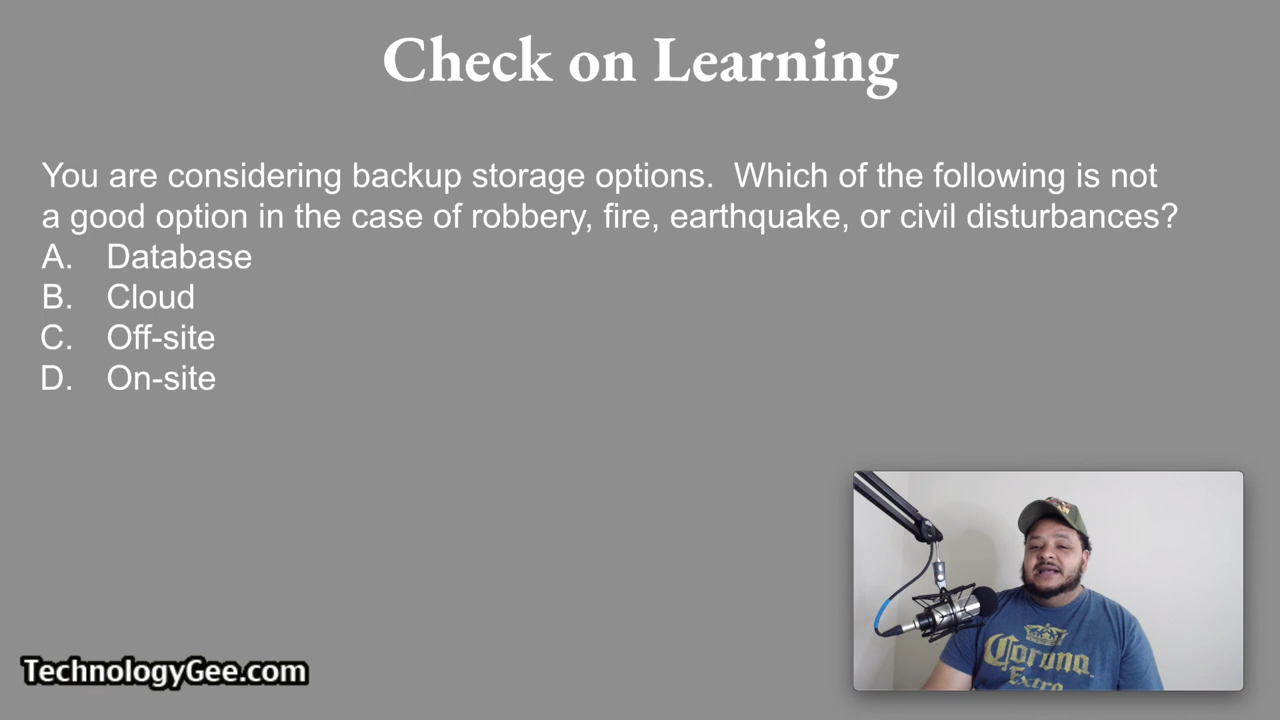 Check on Learning
You are considering backup storage options.  Which of the following is not
a good option in the case of robbery, fire, earthquake, or civil disturbances?
A. Database
B. Cloud
C. Off-site
D. On-site
Corona
Extra
TechnologyGee.com